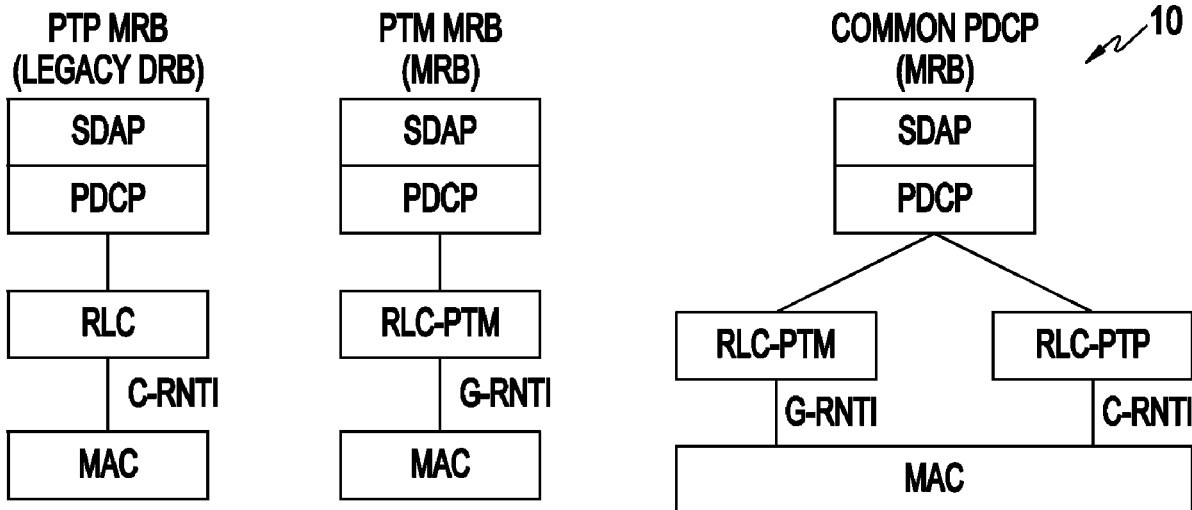 PTP MRB
(LEGACY DRB)
SDAP
PDCP
RLC
C-RNTI
MAC
PTM MRB
(MRB)
SDAP
PDCP
RLC-PTM
G-RNTI
MAC
COMMON PDCP
(MRB)
10
SDAP
PDCP
RLC-PTM
RLC-PTP
G-RNTI
C-RNTI
MAC